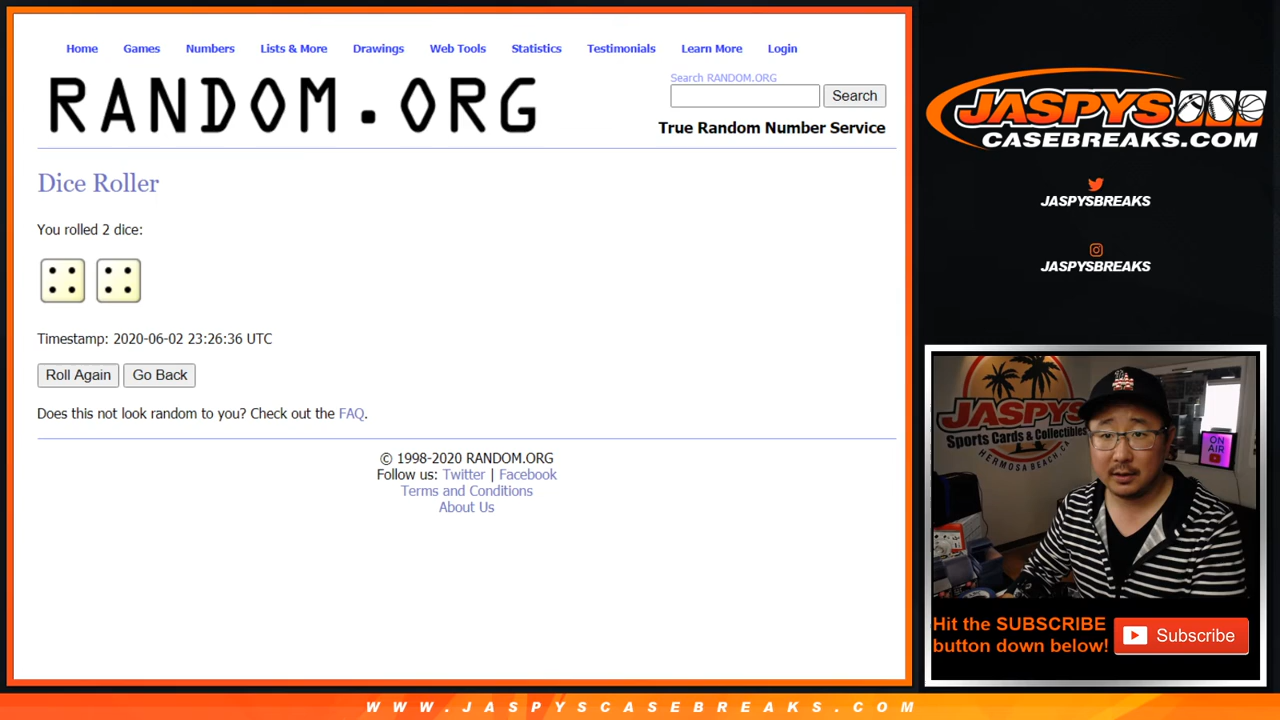 Home Games Numbers Lists & More Drawings Web Tools Statistics Testimonials Learn More Login
RANDOM.ORG
Search RANDOM.ORG
Search
True Random Number Service
Dice Roller
You rolled 2 dice:
Timestamp: 2020-06-02 23:26:36 UTC
Roll Again Go Back
Does this not look random to you? Check out the FAQ.
© 1998-2020 RANDOM.ORG
Follow us: Twitter | Facebook
Terms and Conditions
About Us
JASPYS
CASEBREAKS.COM
JASPYSBREAKS
JASPYSBREAKS
JASPYS
Sports Cards & Collectibles
HERMOSA BEACH, CA
ON
AIR
Hit the SUBSCRIBE
button down below!
Subscribe
WWW.JASPYSCASEBREAKS.COM